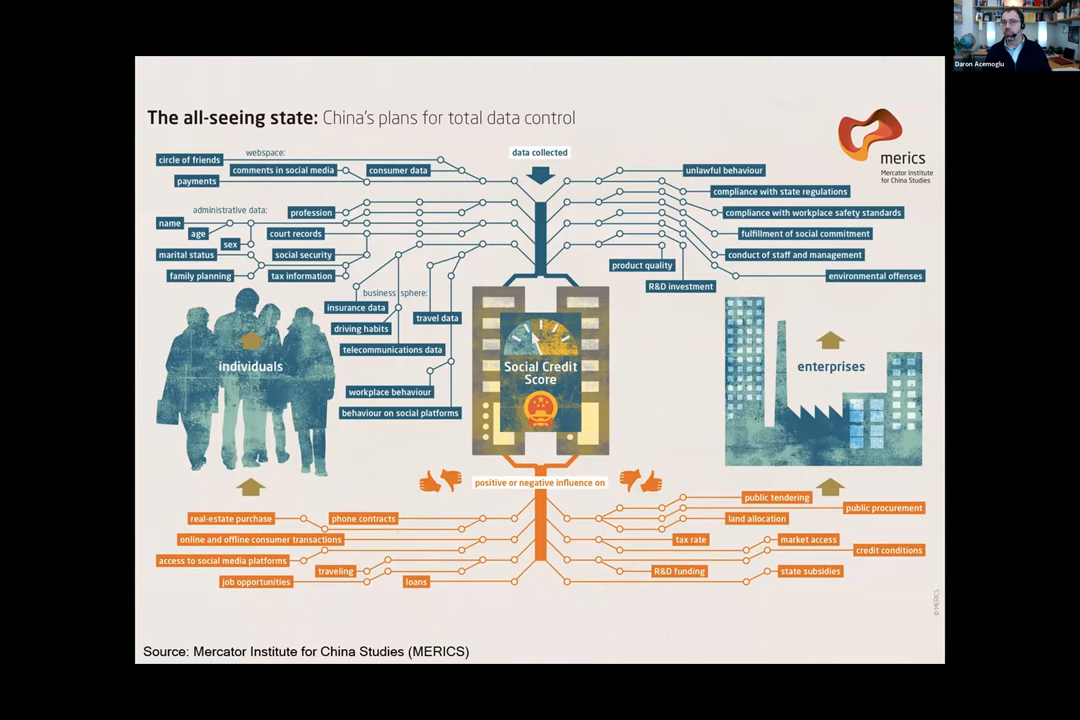 Daron Acemoglu
The all-seeing state: China's plans for total data control
merics
Mercator Institute
for China Studies
data collected
webspace:
circle of friends
comments in social media
consumer data
payments
administrative data:
profession
name
age
court records
sex
marital status
social security
family planning
tax information
business sphere:
insurance data
travel data
driving habits
telecommunications data
workplace behaviour
behaviour on social platforms
unlawful behaviour
compliance with state regulations
compliance with workplace safety standards
fulfillment of social commitment
conduct of staff and management
product quality
environmental offenses
R&D investment
individuals
Social Credit
Score
enterprises
positive or negative influence on
real-estate purchase
phone contracts
online and offline consumer transactions
access to social media platforms
traveling
job opportunities
loans
public tendering
public procurement
land allocation
tax rate
market access
credit conditions
R&D funding
state subsidies
© MERICS
Source: Mercator Institute for China Studies (MERICS)